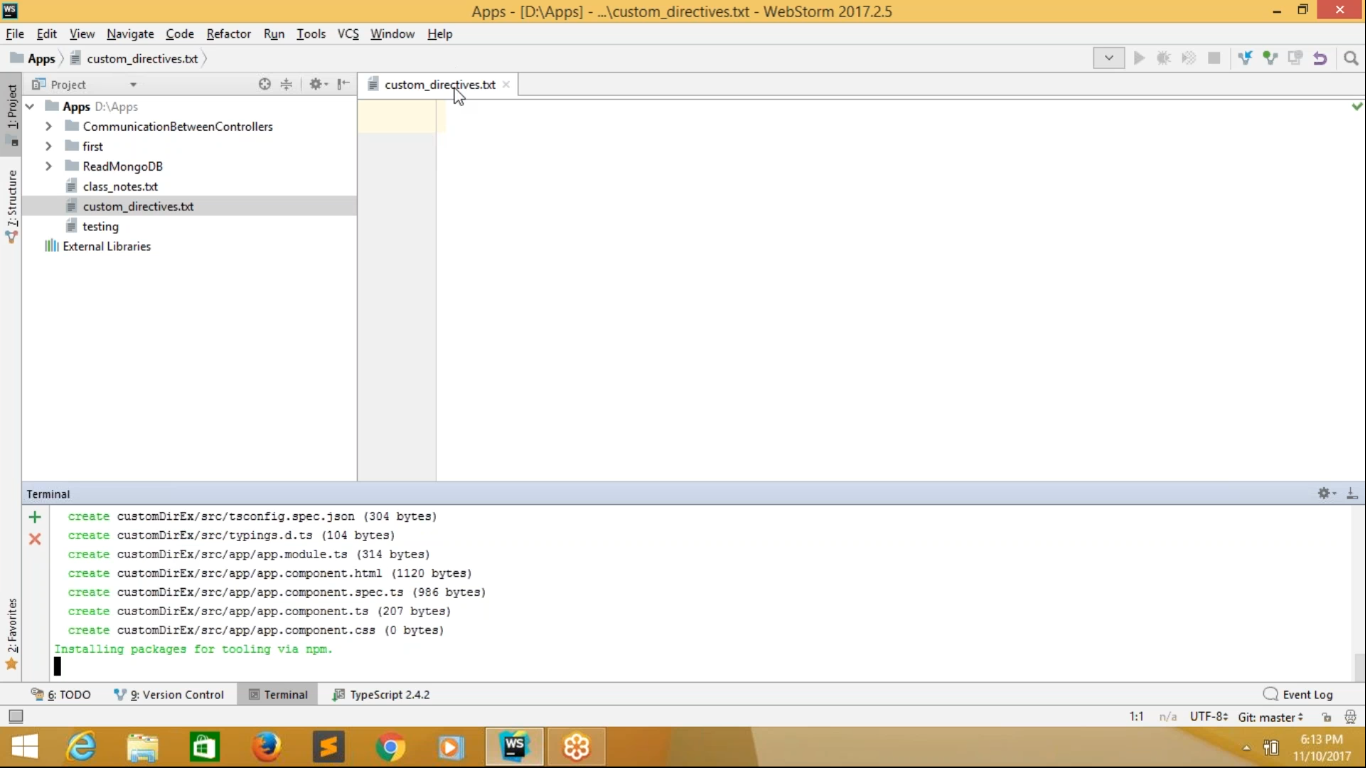 WS
Apps - [D:\Apps] - ...\custom_directives.txt - WebStorm 2017.2.5
File Edit View Navigate Code Refactor Run Tools VCS Window Help
Apps custom_directives.txt
1: Project
Project
custom_directives.txt
Apps D:\Apps
CommunicationBetweenControllers
first
ReadMongoDB
class_notes.txt
custom_directives.txt
testing
External Libraries
Z: Structure
2: Favorites
Terminal
create customDirEx/src/tsconfig.spec.json (304 bytes)
create customDirEx/src/typings.d.ts (104 bytes)
create customDirEx/src/app/app.module.ts (314 bytes)
create customDirEx/src/app/app.component.html (1120 bytes)
create customDirEx/src/app/app.component.spec.ts (986 bytes)
create customDirEx/src/app/app.component.ts (207 bytes)
create customDirEx/src/app/app.component.css (0 bytes)
Installing packages for tooling via npm.
6: TODO 9: Version Control Terminal TypeScript 2.4.2 Event Log
1:1 n/a UTF-8 Git: master
WS
6:13 PM
11/10/2017